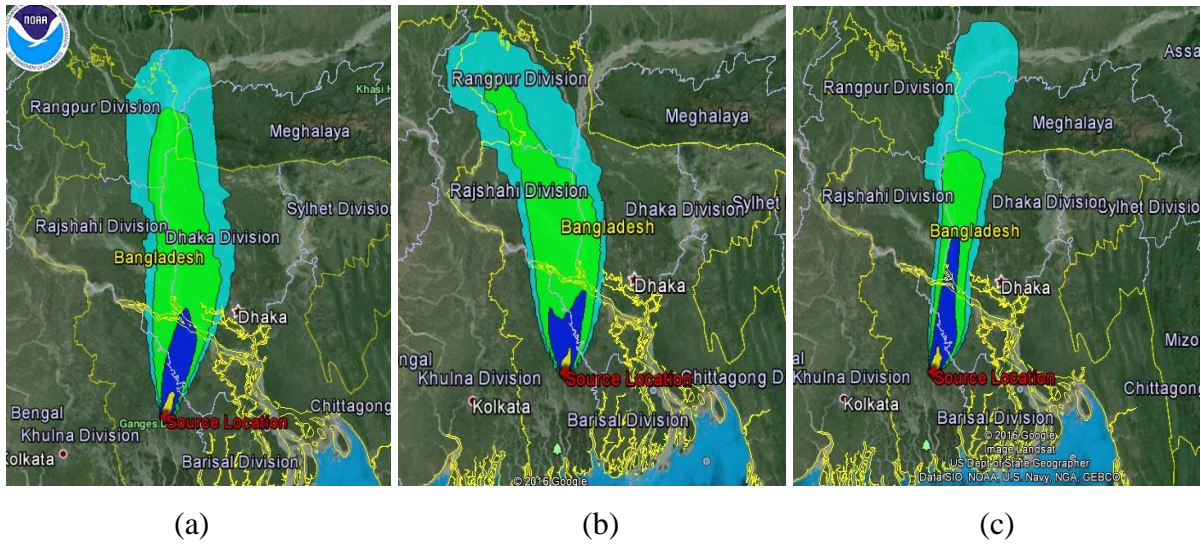 NOAA
Rangpur Division
Khasi H
Meghalaya
Sylhet Division
Rajshahi Division
Dhaka Division
Bangladesh
Dhaka
Chittagong
Ganges D
Source Location
Bengal
Khulna Division
Kolkata
Barisal Division
(a)
Rangpur Division
Meghalaya
Rajshahi Division
Dhaka Division
Sylhet
Bangladesh
Dhaka
ngal
Khulna Division
Source Location
Chittagong D
Kolkata
Barisal Division
© 2016 Google
(b)
Assa
Rangpur Division
Meghalaya
Rajshahi Division
Dhaka Division
Sylhet Divisio
Bangladesh
Dhaka
Mizo
al
Khulna Division
Source Location
Chittagong
Kolkata
Barisal Division
© 2016 Google
Image Landsat
US Dept of State Geographer
Data SIO, NOAA, U.S. Navy, NGA, GEBCO
(c)